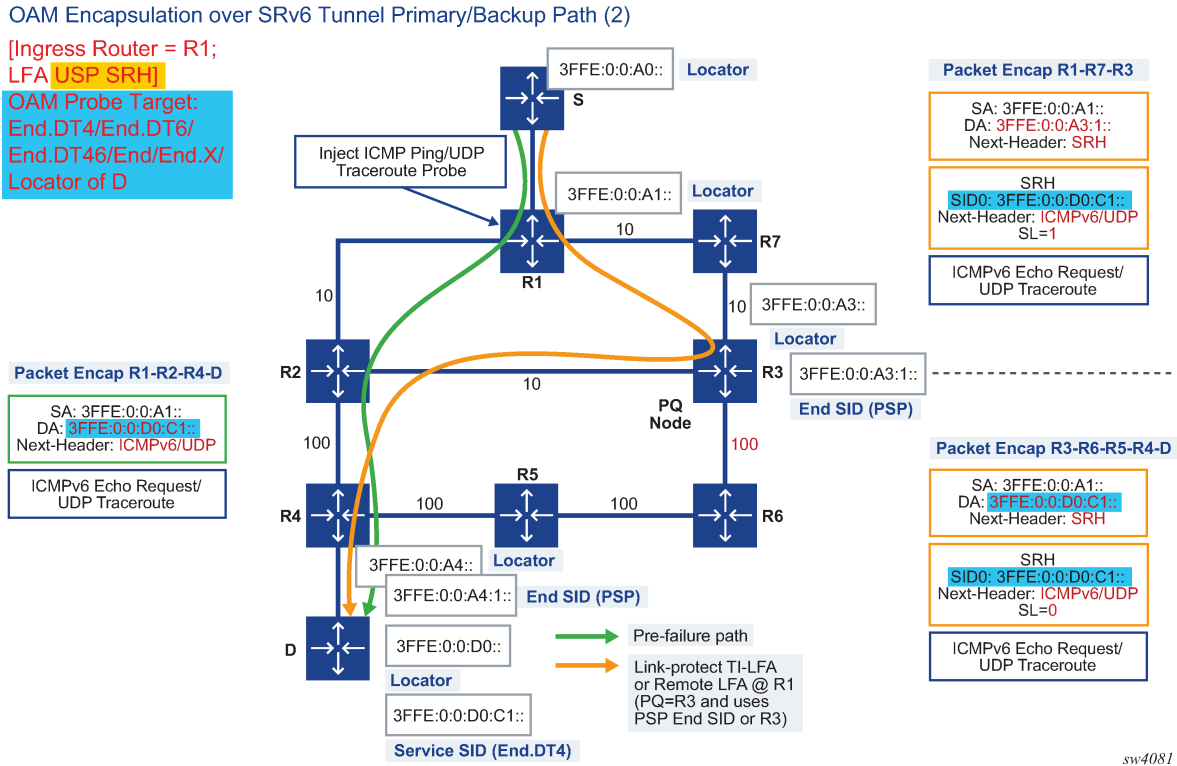 OAM Encapsulation over SRv6 Tunnel Primary/Backup Path (2)
[Ingress Router = R1;
LFA USP SRH]
OAM Probe Target:
End.DT4/End.DT6/
End.DT46/End/End.X/
Locator of D
3FFE:0:0:A0::
Locator
S
Inject ICMP Ping/UDP
Traceroute Probe
3FFE:0:0:A1::
Locator
R1
10
R7
10
10
3FFE:0:0:A3::
Locator
R2
10
R3
3FFE:0:0:A3:1::
End SID (PSP)
PQ
Node
100
100
R4
100
R5
100
R6
3FFE:0:0:A4::
Locator
3FFE:0:0:A4:1::
End SID (PSP)
D
3FFE:0:0:D0::
Locator
3FFE:0:0:D0:C1::
Service SID (End.DT4)
Pre-failure path
Link-protect TI-LFA
or Remote LFA @ R1
(PQ=R3 and uses
PSP End SID or R3)
Packet Encap R1-R2-R4-D
SA: 3FFE:0:0:A1::
DA: 3FFE:0:0:D0:C1::
Next-Header: ICMPv6/UDP
ICMPv6 Echo Request/
UDP Traceroute
Packet Encap R1-R7-R3
SA: 3FFE:0:0:A1::
DA: 3FFE:0:0:A3:1::
Next-Header: SRH
SRH
SID0: 3FFE:0:0:D0:C1::
Next-Header: ICMPv6/UDP
SL=1
ICMPv6 Echo Request/
UDP Traceroute
Packet Encap R3-R6-R5-R4-D
SA: 3FFE:0:0:A1::
DA: 3FFE:0:0:D0:C1::
Next-Header: SRH
SRH
SID0: 3FFE:0:0:D0:C1::
Next-Header: ICMPv6/UDP
SL=0
ICMPv6 Echo Request/
UDP Traceroute
sw4081